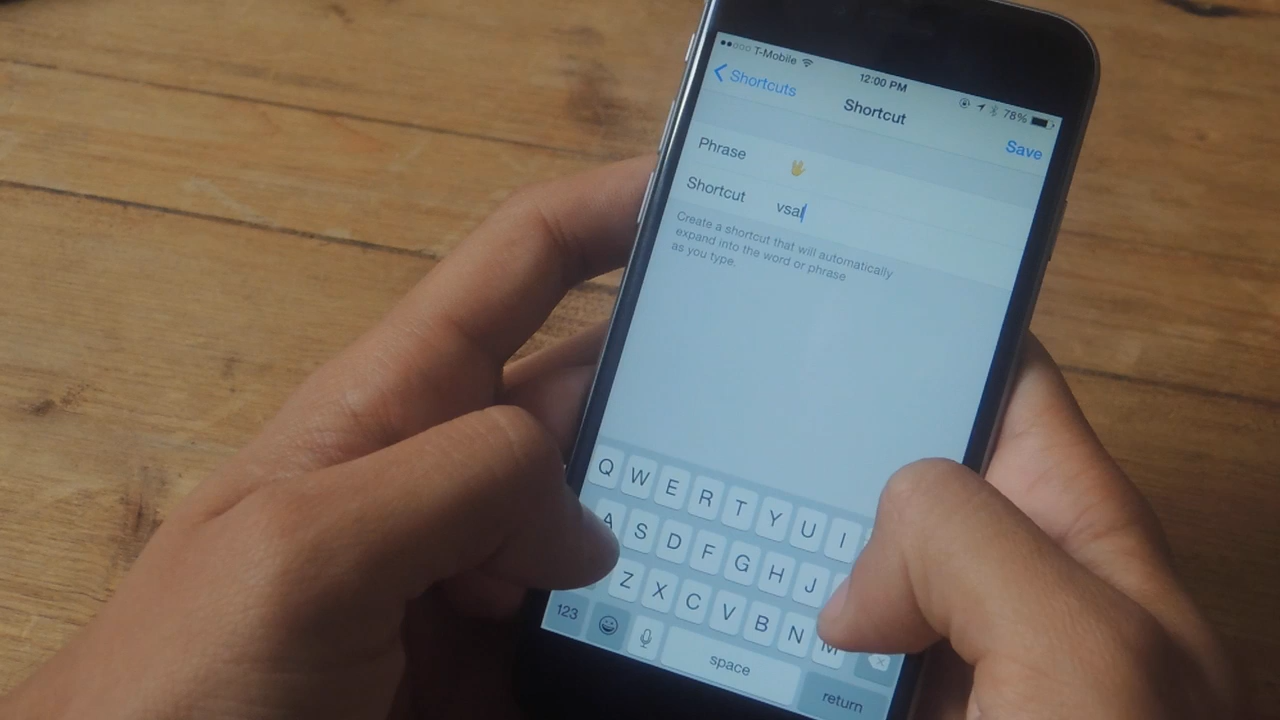 T-Mobile 12:00 PM 78%
Shortcuts Shortcut Save
Phrase 🖖
Shortcut vsal
Create a shortcut that will automatically
expand into the word or phrase
as you type.
Q W E R T Y U I
A S D F G H J
Z X C V B N M
123 space return